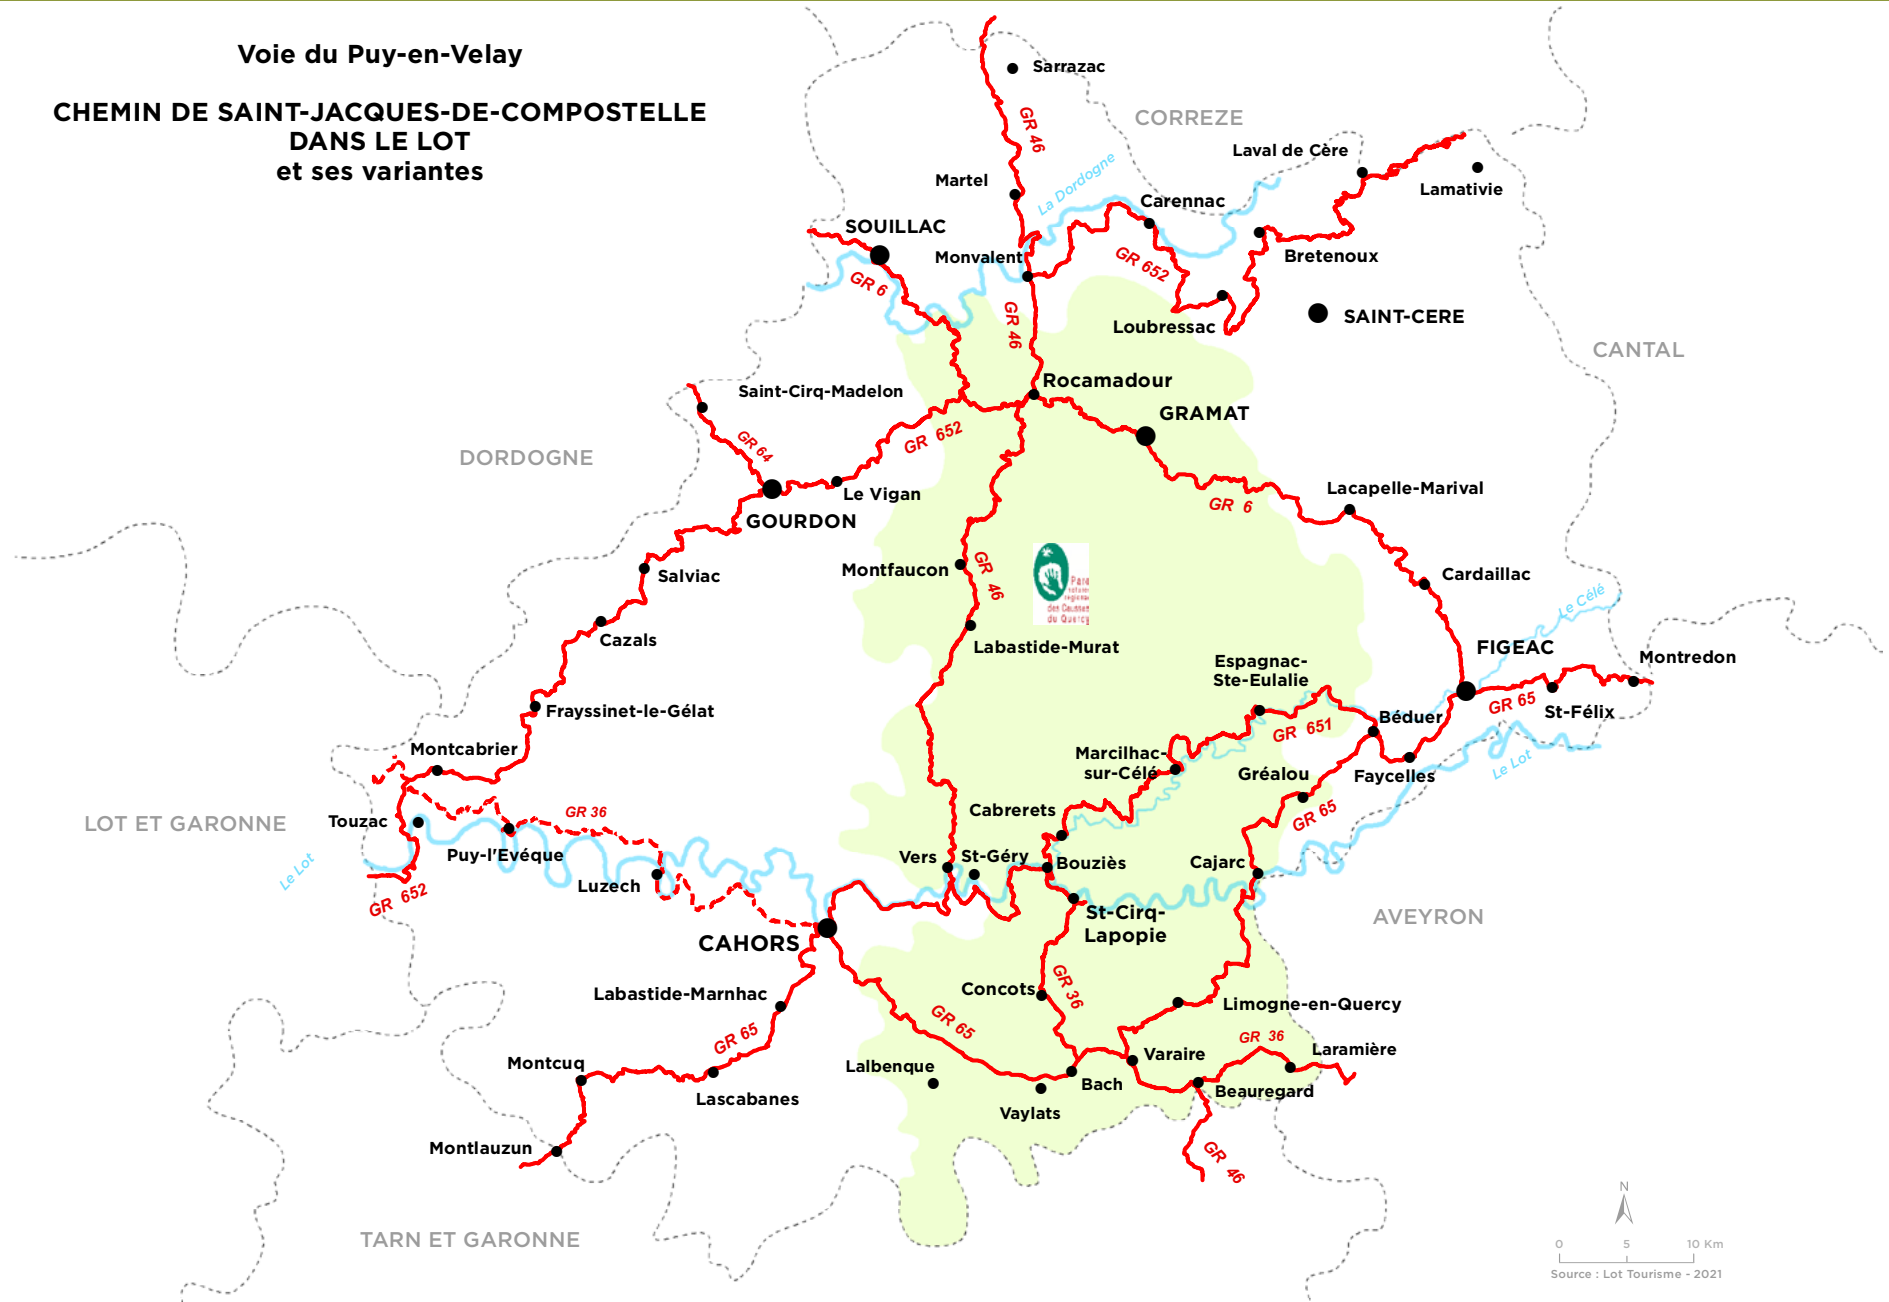 Voie du Puy-en-Velay
CHEMIN DE SAINT-JACQUES-DE-COMPOSTELLE
DANS LE LOT
et ses variantes
Sarrazac
GR 46
CORREZE
Laval de Cère
Lamativie
La Dordogne
Martel
Carennac
SOUILLAC
Monvalent
GR 652
Bretenoux
GR 6
GR 46
Loubressac
SAINT-CERE
CANTAL
Rocamadour
Saint-Cirq-Madelon
GRAMAT
GR 64
GR 652
DORDOGNE
Le Vigan
Lacapelle-Marival
GR 6
GOURDON
Montfaucon
GR 46
Salviac
Cardaillac
Parc
naturel
régional
des Causses
du Quercy
Le Célé
Cazals
Labastide-Murat
FIGEAC
Montredon
Espagnac-
Ste-Eulalie
GR 65
St-Félix
Frayssinet-le-Gélat
Béduer
GR 651
Montcabrier
Marcilhac-
sur-Célé
Gréalou
Faycelles
Le Lot
LOT ET GARONNE
Touzac
GR 36
Cabrerets
GR 65
Puy-l'Evéque
Vers
St-Géry
Bouziès
Cajarc
Le Lot
Luzech
GR 652
St-Cirq-
Lapopie
AVEYRON
CAHORS
Labastide-Marnhac
Concots
GR 36
Limogne-en-Quercy
GR 65
GR 65
GR 36
Laramière
Montcuq
Lalbenque
Varaire
Bach
Beauregard
Lascabanes
Vaylats
Montlauzun
GR 46
TARN ET GARONNE
N
0 5 10 Km
Source : Lot Tourisme - 2021